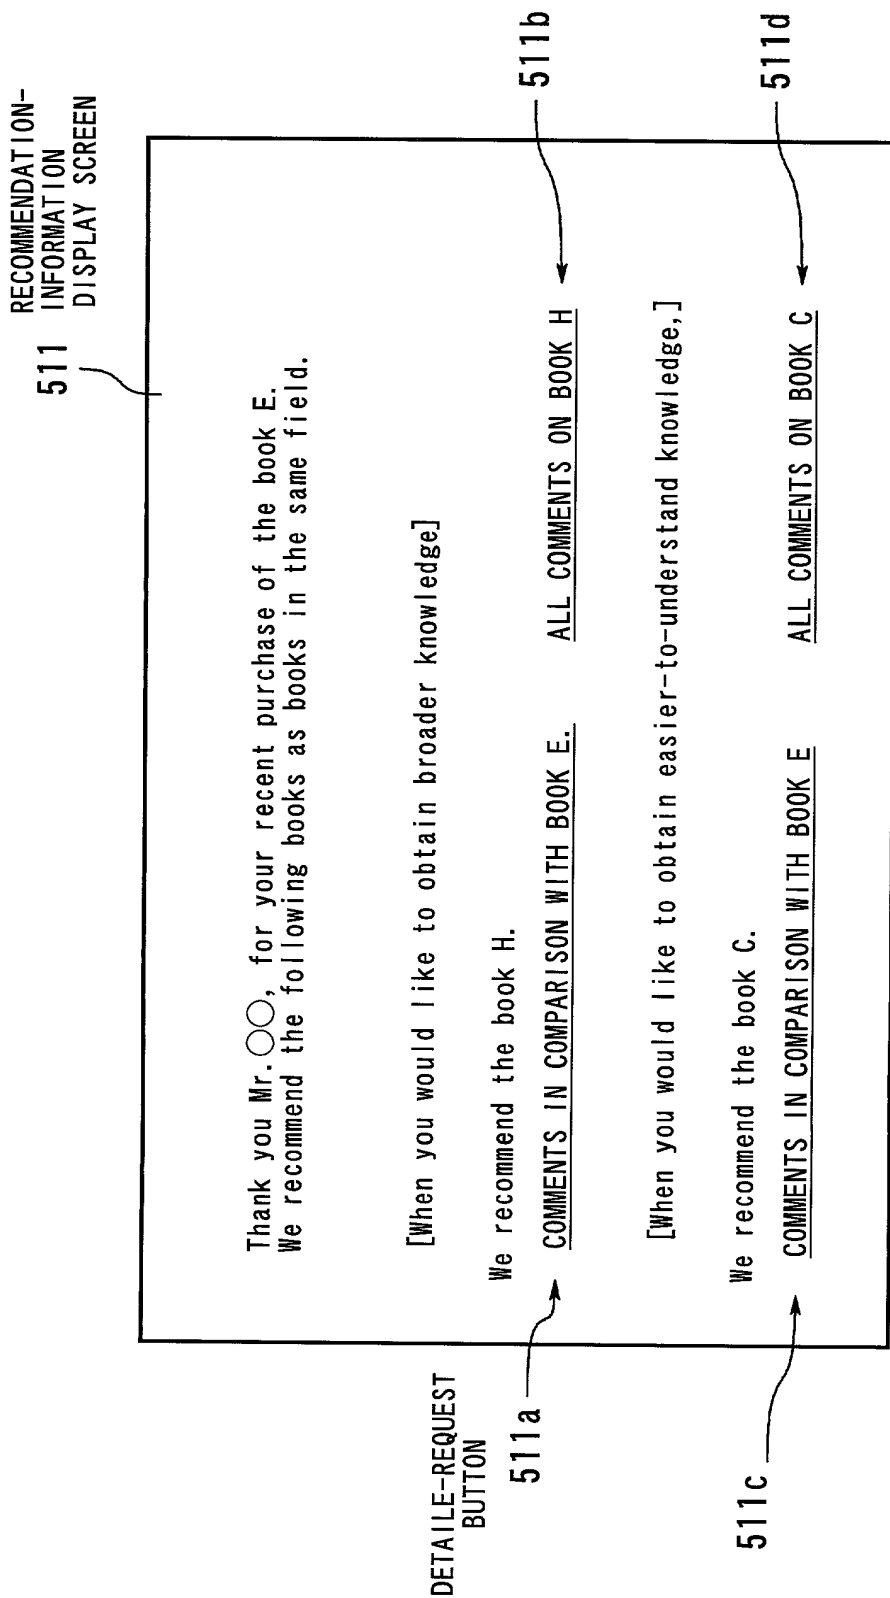 RECOMMENDATION-
INFORMATION
DISPLAY SCREEN
511
Thank you Mr. ○○, for your recent purchase of the book E.
We recommend the following books as books in the same field.
[When you would like to obtain broader knowledge]
We recommend the book H.
DETAILE-REQUEST
BUTTON
511a
COMMENTS IN COMPARISON WITH BOOK E.
ALL COMMENTS ON BOOK H
511b
[When you would like to obtain easier-to-understand knowledge,]
We recommend the book C.
511c
COMMENTS IN COMPARISON WITH BOOK E
ALL COMMENTS ON BOOK C
511d